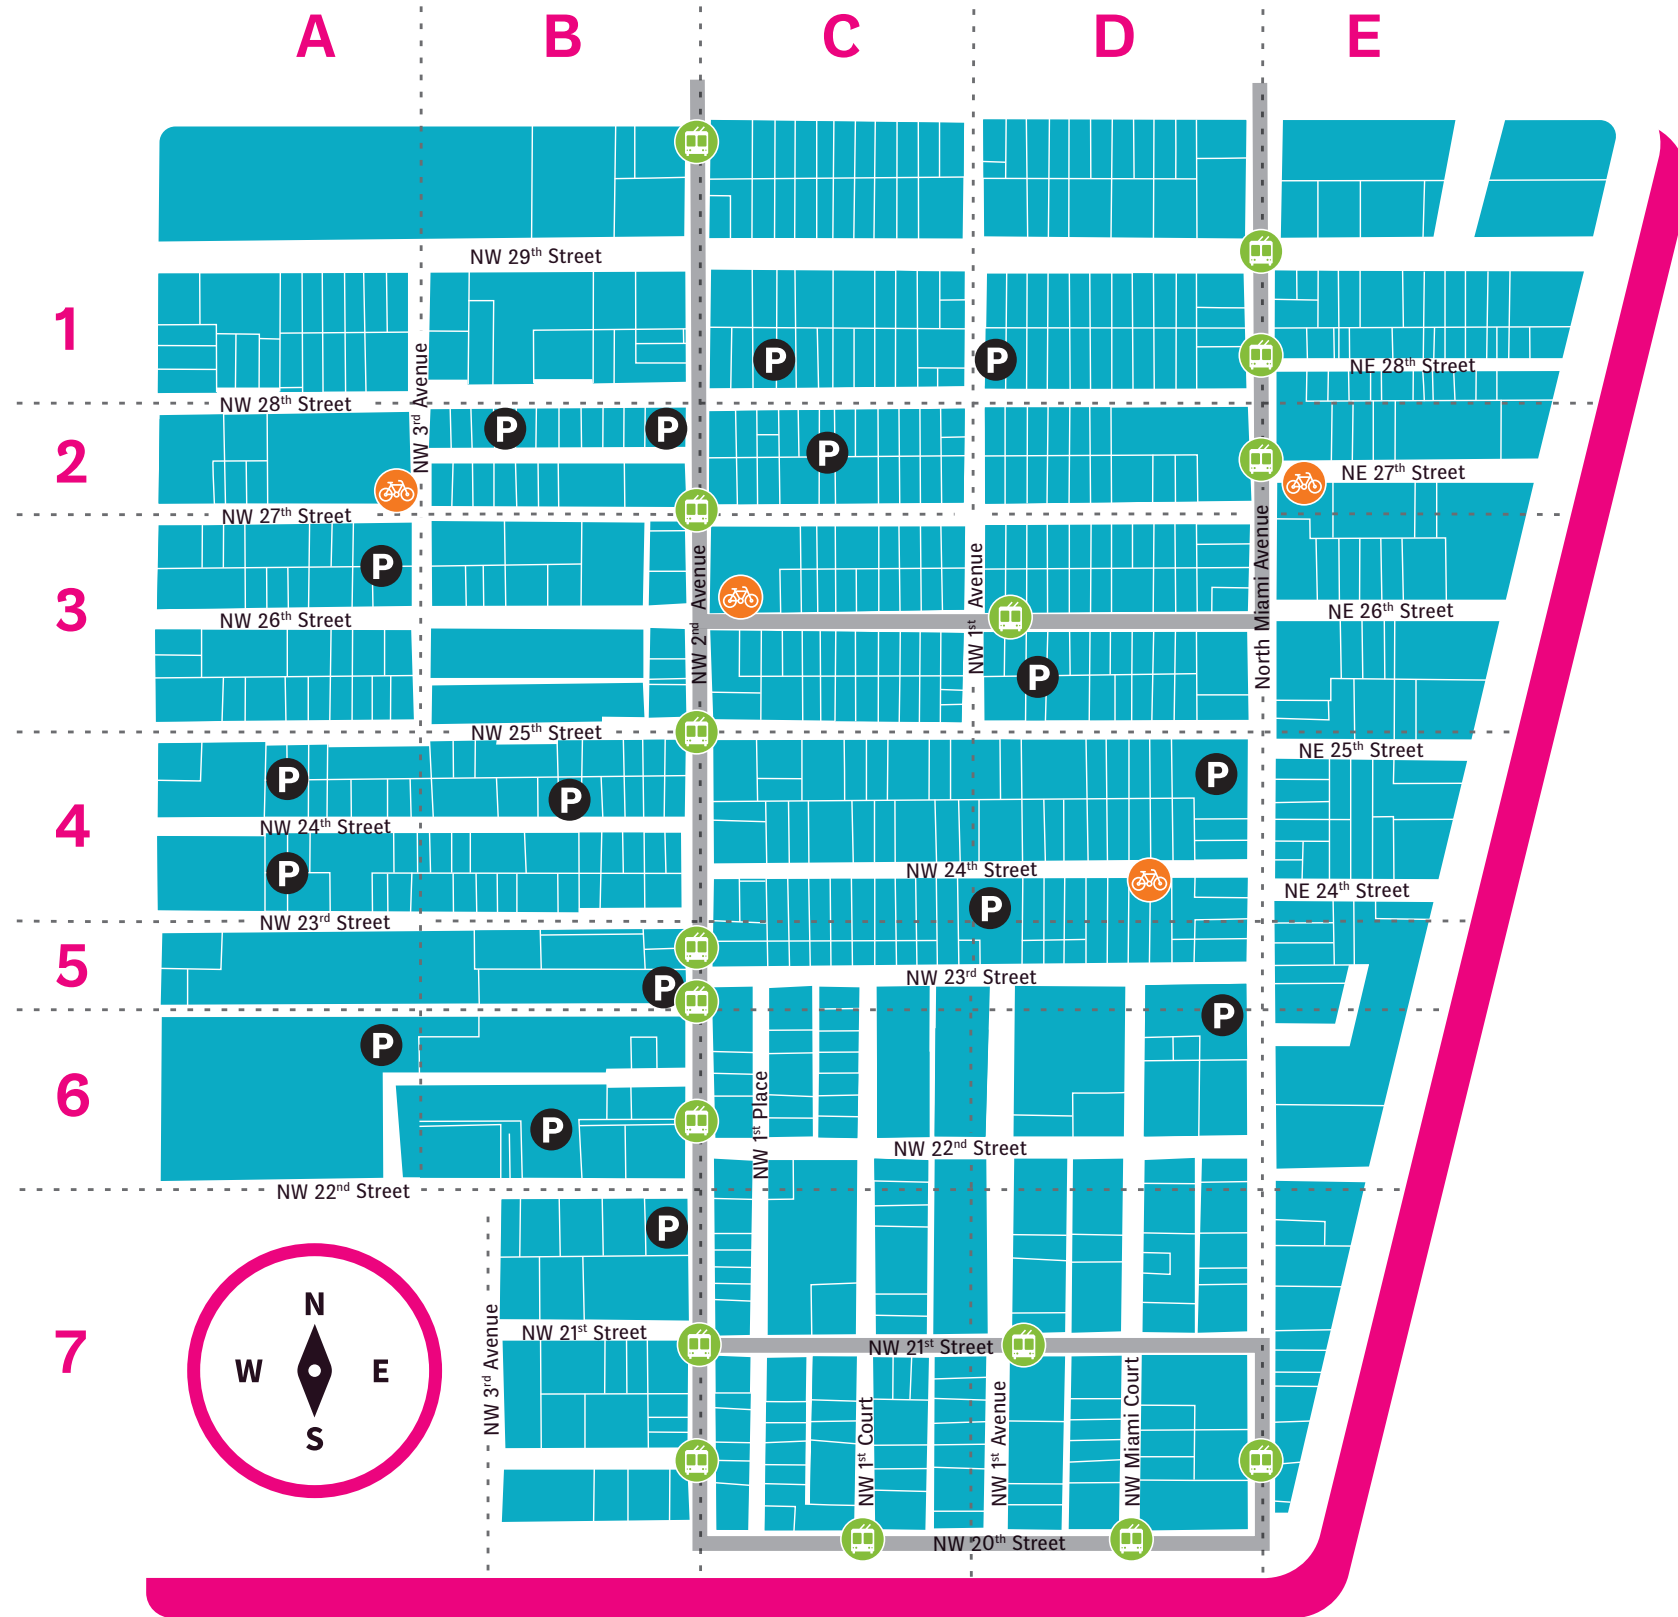 A B C D E
NW 29th Street
1
P P
NE 28th Street
NW 28th Street
NW 3rd Avenue
2
P P P
NE 27th Street
NW 27th Street
3
P
NW 2nd Avenue
NW 1st Avenue
North Miami Avenue
NW 26th Street
NE 26th Street
P
NW 25th Street
NE 25th Street
4
P P P
NW 24th Street
NW 24th Street
P
NE 24th Street
P
NW 23rd Street
5
NW 23rd Street
P
P
6
P
NW 1st Place
P
NW 22nd Street
NW 22nd Street
P
7
N
W E
S
NW 3rd Avenue
NW 21st Street
NW 21st Street
NW 1st Court
NW 1st Avenue
NW Miami Court
NW 20th Street